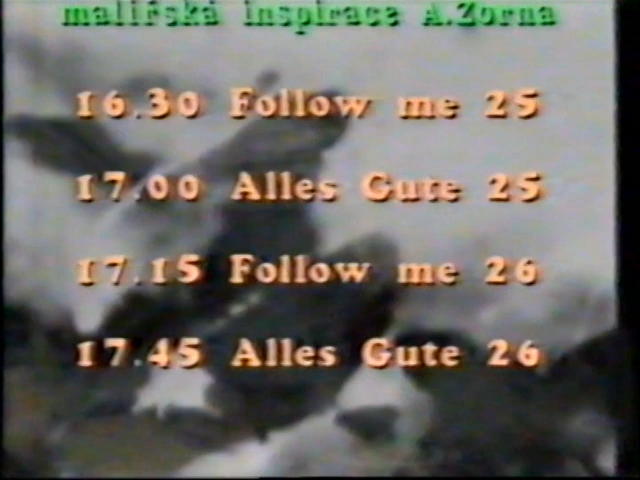 malířská inspirace A.Zorna
16.30 Follow me 25
17.00 Alles Gute 25
17.15 Follow me 26
17.45 Alles Gute 26